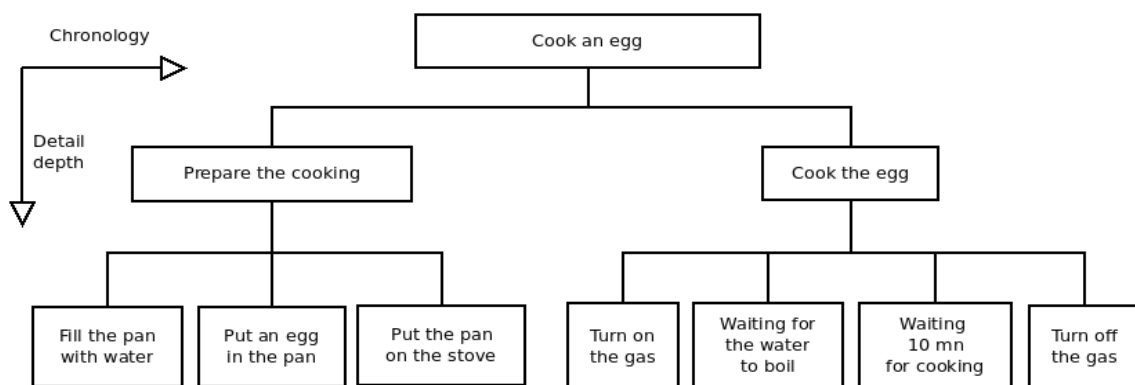 Cook an egg
Chronology
Detail
depth
Prepare the cooking
Cook the egg
Fill the pan
with water
Put an egg
in the pan
Put the pan
on the stove
Turn on
the gas
Waiting for
the water
to boil
Waiting
10 mn
for cooking
Turn off
the gas